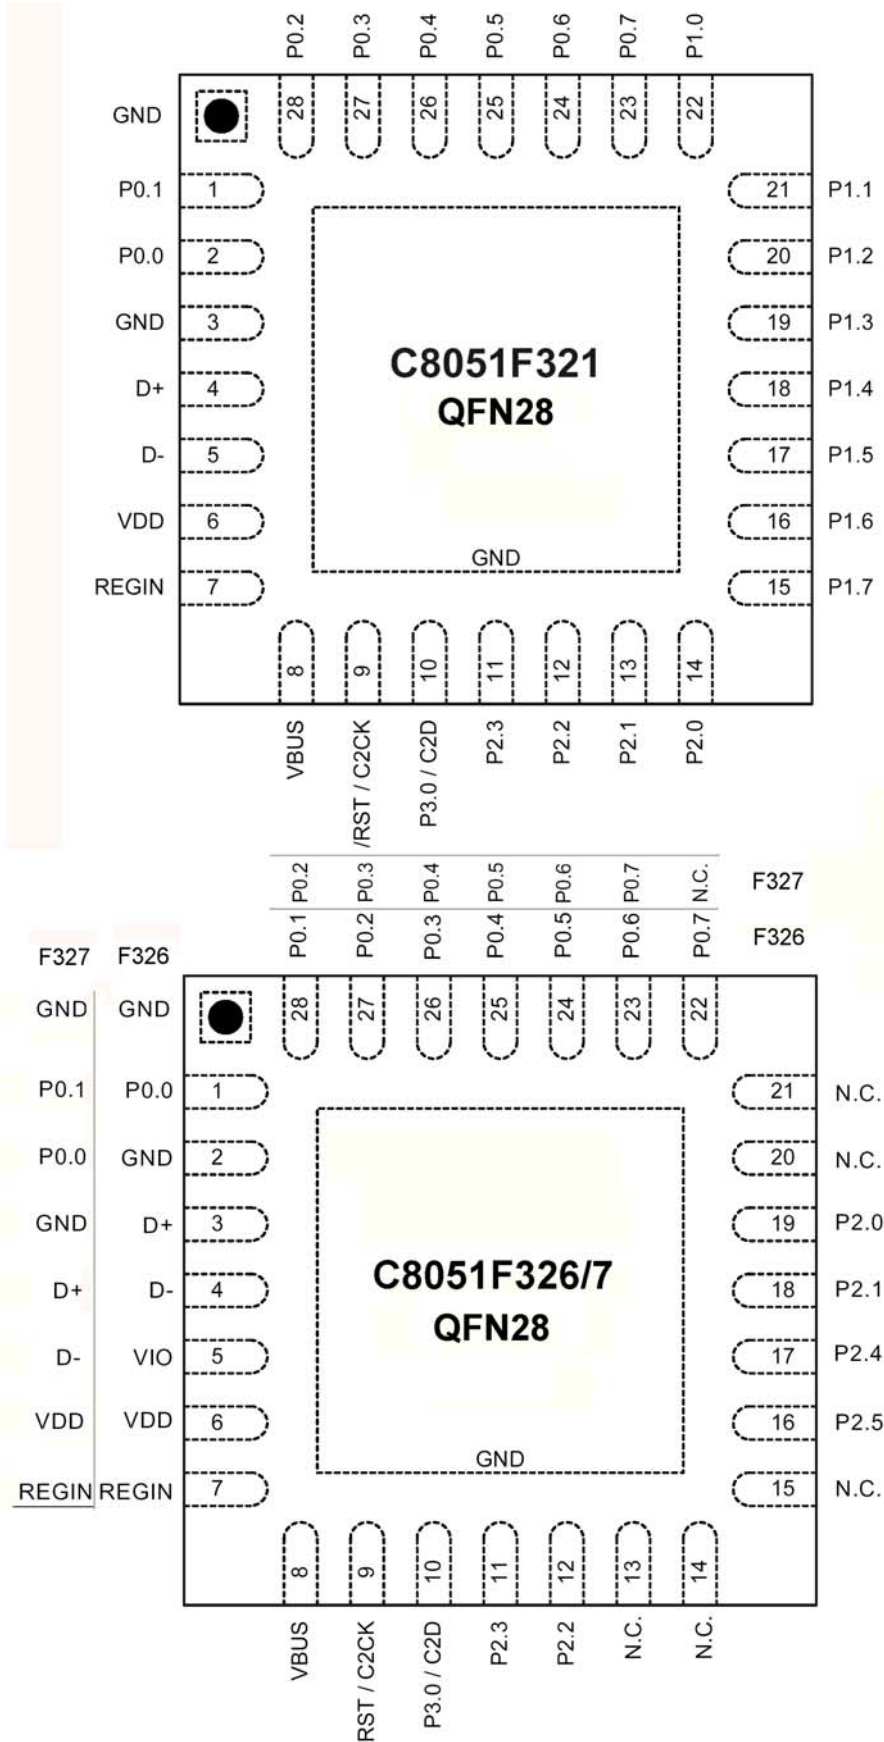 P0.2 P0.3 P0.4 P0.5 P0.6 P0.7 P1.0
28 27 26 25 24 23 22
GND
P0.1 1 21 P1.1
P0.0 2 20 P1.2
GND 3 19 P1.3
D+ 4 18 P1.4
D- 5 17 P1.5
VDD 6 16 P1.6
REGIN 7 15 P1.7
C8051F321
QFN28
GND
8 9 10 11 12 13 14
VBUS /RST / C2CK P3.0 / C2D P2.3 P2.2 P2.1 P2.0
P0.2 P0.3 P0.4 P0.5 P0.6 P0.7 N.C. F327
P0.1 P0.2 P0.3 P0.4 P0.5 P0.6 P0.7 F326
F327 F326
28 27 26 25 24 23 22
GND GND
P0.1 P0.0 1 21 N.C.
P0.0 GND 2 20 N.C.
GND D+ 3 19 P2.0
D+ D- 4 18 P2.1
D- VIO 5 17 P2.4
VDD VDD 6 16 P2.5
REGIN REGIN 7 15 N.C.
C8051F326/7
QFN28
GND
8 9 10 11 12 13 14
VBUS RST / C2CK P3.0 / C2D P2.3 P2.2 N.C. N.C.